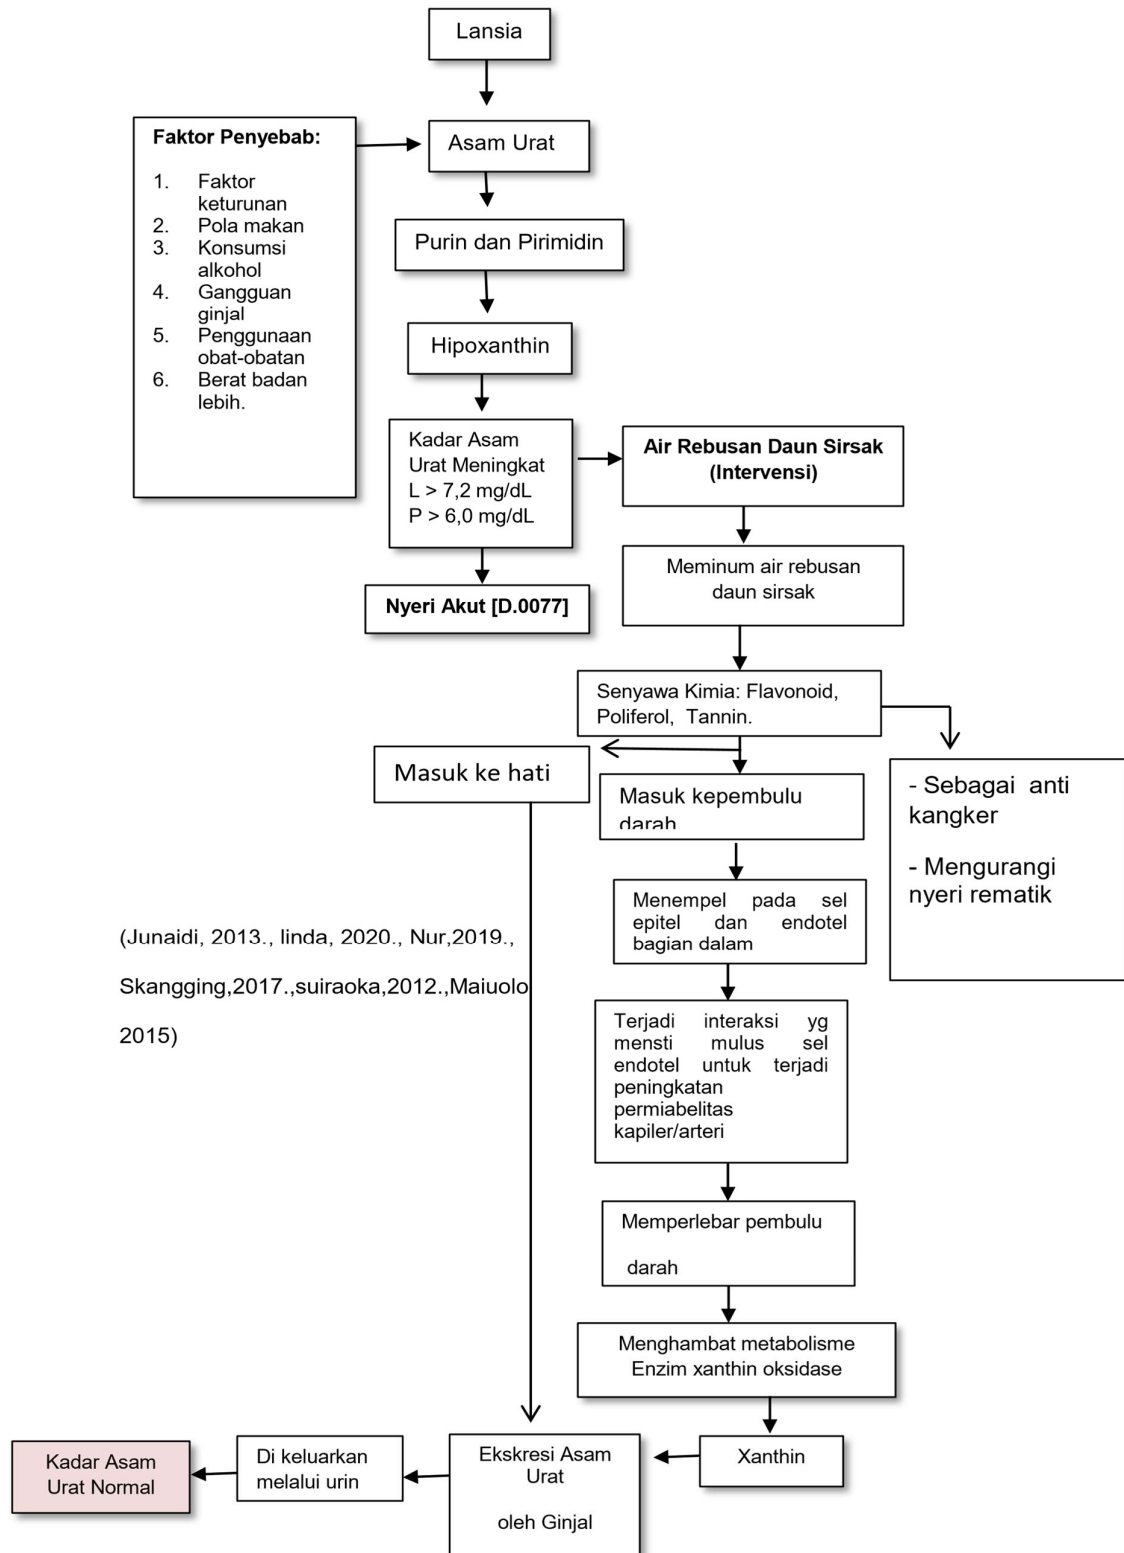 Lansia
Faktor Penyebab:
1. Faktor
keturunan
2. Pola makan
3. Konsumsi
alkohol
4. Gangguan
ginjal
5. Penggunaan
obat-obatan
6. Berat badan
lebih.
Asam Urat
Purin dan Pirimidin
Hipoxanthin
Kadar Asam
Urat Meningkat
L > 7,2 mg/dL
P > 6,0 mg/dL
Air Rebusan Daun Sirsak
(Intervensi)
Nyeri Akut [D.0077]
Meminum air rebusan
daun sirsak
Senyawa Kimia: Flavonoid,
Poliferol, Tannin.
Masuk ke hati
Masuk kepembulu
darah
- Sebagai anti
kangker
- Mengurangi
nyeri rematik
Menempel pada sel
epitel dan endotel
bagian dalam
(Junaidi, 2013., linda, 2020., Nur,2019.,
Skangging,2017.,suiraoka,2012.,Maiuolo
2015)
Terjadi interaksi yg
mensti mulus sel
endotel untuk terjadi
peningkatan
permiabelitas
kapiler/arteri
Memperlebar pembulu
darah
Menghambat metabolisme
Enzim xanthin oksidase
Xanthin
Ekskresi Asam
Urat
oleh Ginjal
Di keluarkan
melalui urin
Kadar Asam
Urat Normal